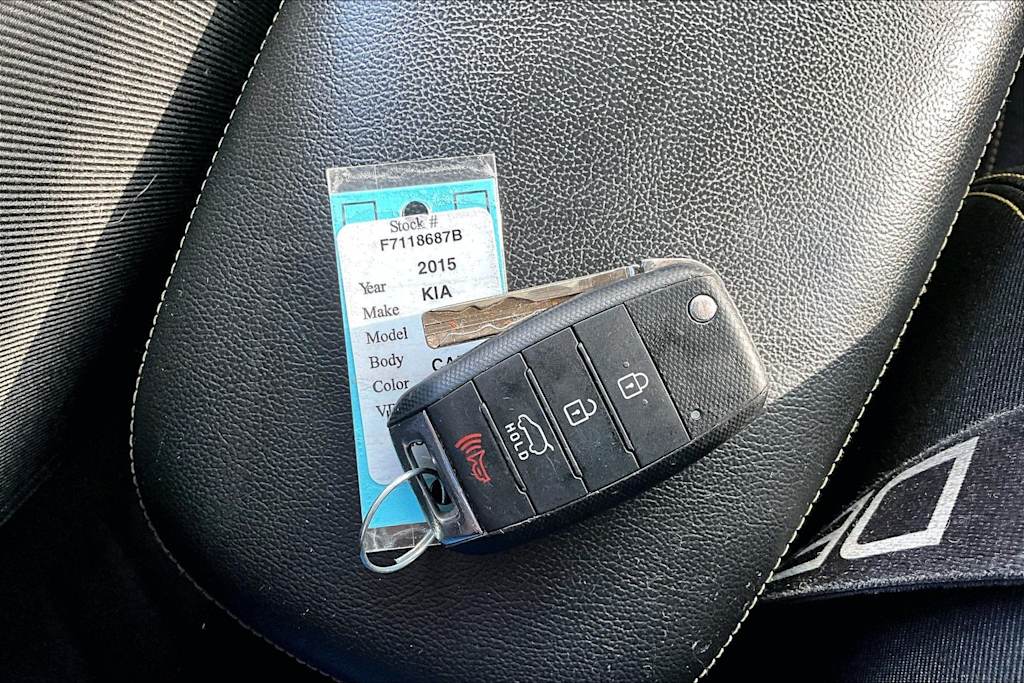 Stock #
F7118687B
Year 2015
Make KIA
Model
Body
Color
HOLD